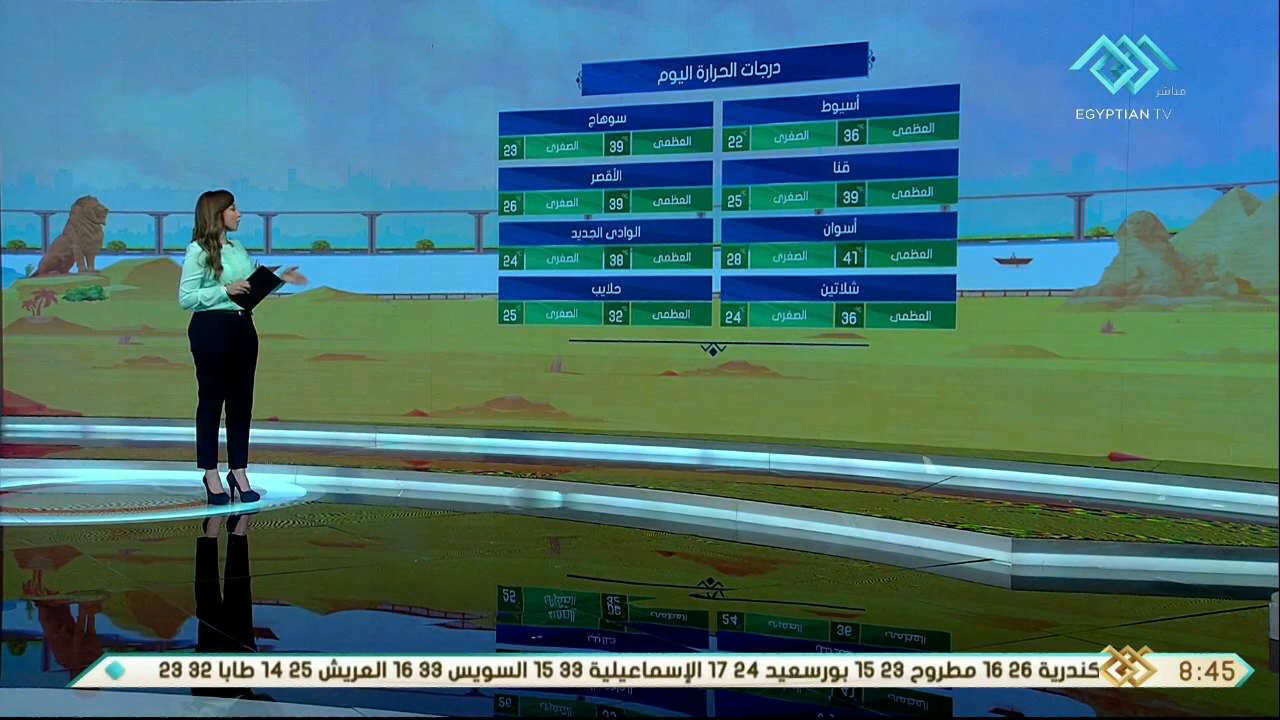 درجات الحرارة اليوم
أسيوط
العظمى 36°c الصغرى 22°c
سوهاج
العظمى 39°c الصغرى 23°c
قنا
العظمى 39°c الصغرى 25°c
الأقصر
العظمى 39°c الصغرى 26°c
أسوان
العظمى 41°c الصغرى 28°c
الوادى الجديد
العظمى 38°c الصغرى 24°c
شلاتين
العظمى 36°c الصغرى 24°c
حلايب
العظمى 32°c الصغرى 25°c
مباشر
EGYPTIAN TV
8:45
كندرية 26 16 مطروح 23 15 بورسعيد 24 17 الإسماعيلية 33 15 السويس 33 16 العريش 25 14 طابا 32 23